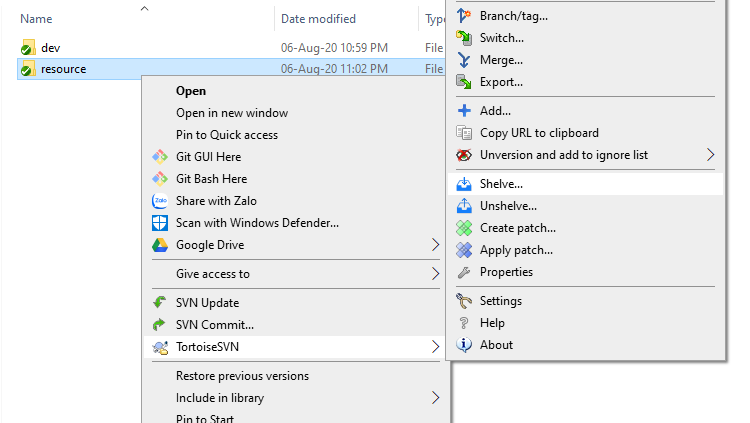 Name
Date modified
Type
dev
06-Aug-20 10:59 PM
File
resource
06-Aug-20 11:02 PM
File
Open
Open in new window
Pin to Quick access
Git GUI Here
Git Bash Here
Zalo
Share with Zalo
Scan with Windows Defender...
Google Drive
Give access to
SVN Update
SVN Commit...
TortoiseSVN
Restore previous versions
Include in library
Pin to Start
Branch/tag...
Switch...
Merge...
Export...
Add...
Copy URL to clipboard
Unversion and add to ignore list
Shelve...
Unshelve...
Create patch...
Apply patch...
Properties
Settings
Help
About